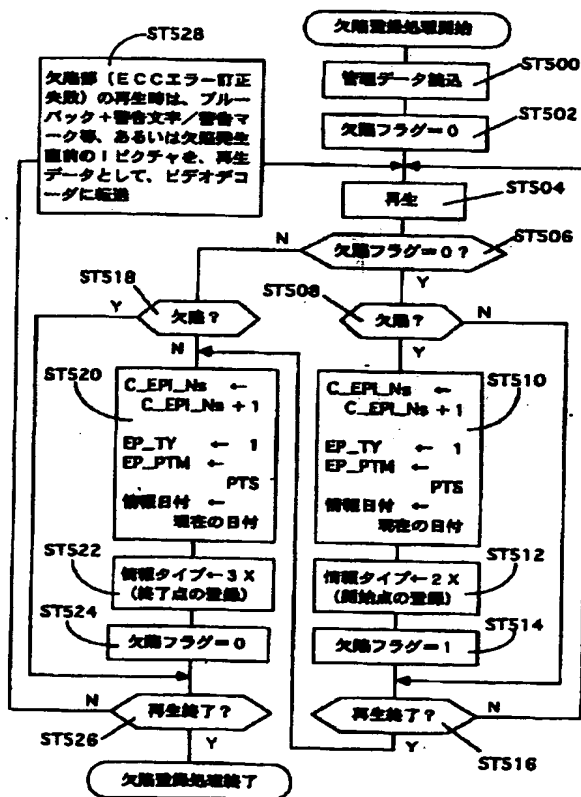 ST528
欠陥登録処理開始
欠陥部（ＥＣＣエラー訂正
失敗）の再生時は、ブルー
バック＋警告文字／警告マ
ーク等、あるいは欠陥発生
直前のＩピクチャを、再生
データとして、ビデオデコ
ーダに転送
ST500
管理データ読込
ST502
欠陥フラグ＝０
ST504
再生
ST506
N
欠陥フラグ＝０？
Y
ST518
Y
欠陥？
N
ST508
欠陥？
N
Y
ST520
C_EPI_Ns ←
C_EPI_Ns + 1
EP_TY ← 1
EP_PTM ←
PTS
情報日付 ←
現在の日付
ST510
C_EPI_Ns ←
C_EPI_Ns + 1
EP_TY ← 1
EP_PTM ←
PTS
情報日付 ←
現在の日付
ST522
情報タイプ←３Ｘ
(終了点の登録)
ST512
情報タイプ←２Ｘ
(開始点の登録)
ST524
欠陥フラグ＝０
ST514
欠陥フラグ＝１
N
再生終了？
ST526
Y
再生終了？
N
Y
ST516
欠陥登録処理終了